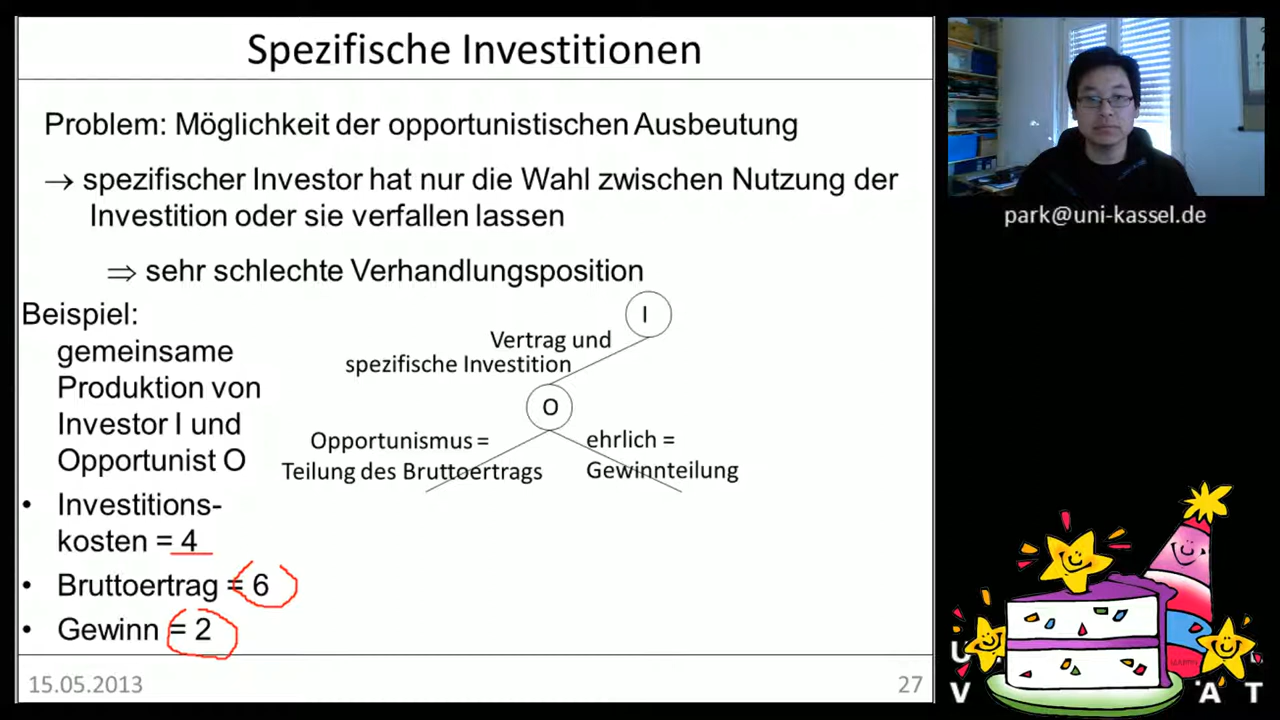 Spezifische Investitionen
Problem: Möglichkeit der opportunistischen Ausbeutung
→ spezifischer Investor hat nur die Wahl zwischen Nutzung der
Investition oder sie verfallen lassen
⇒ sehr schlechte Verhandlungsposition
Beispiel:
gemeinsame
Produktion von
Investor I und
Opportunist O
• Investitions-
kosten = 4
• Bruttoertrag = 6
• Gewinn = 2
I
Vertrag und
spezifische Investition
O
Opportunismus =
Teilung des Bruttoertrags
ehrlich =
Gewinnteilung
15.05.2013
27
park@uni-kassel.de
U
V A T